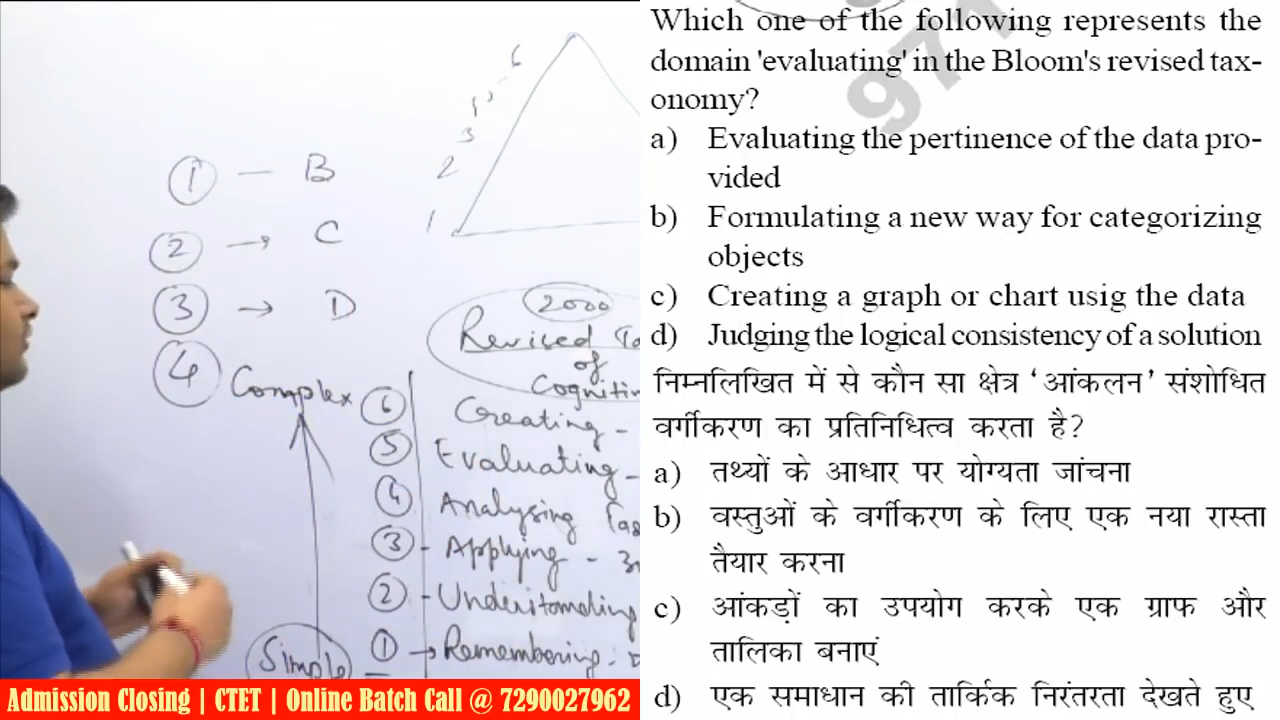 6
3
2
1
① — B
② → C
③ → D
④
Complex
Simple
2000
Revised
of
⑥ Creating -
⑤ Evaluating -
④ Analysing
③ - Applying -
② - Understanding
① → Remembering -
Which one of the following represents the
domain 'evaluating' in the Bloom's revised tax-
onomy?
a) Evaluating the pertinence of the data pro-
vided
b) Formulating a new way for categorizing
objects
c) Creating a graph or chart usig the data
d) Judging the logical consistency of a solution
निम्नलिखित में से कौन सा क्षेत्र ‘आंकलन’ संशोधित
वर्गीकरण का प्रतिनिधित्व करता है?
a) तथ्यों के आधार पर योग्यता जांचना
b) वस्तुओं के वर्गीकरण के लिए एक नया रास्ता
तैयार करना
c) आंकड़ों का उपयोग करके एक ग्राफ और
तालिका बनाएं
d) एक समाधान की तार्किक निरंतरता देखते हुए
971
Admission Closing | CTET | Online Batch Call @ 7290027962